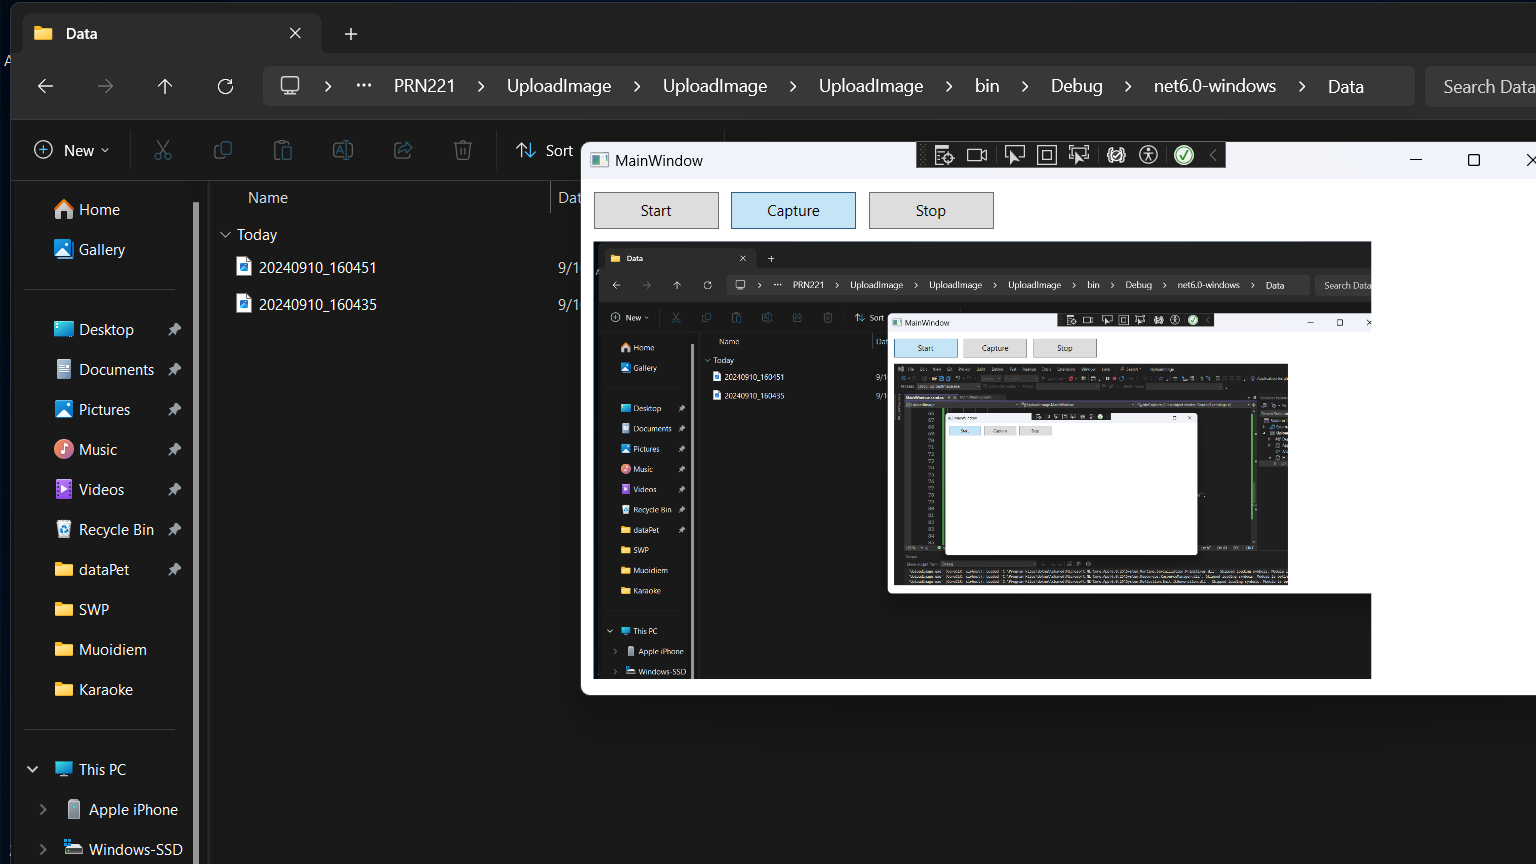 Data
PRN221 UploadImage UploadImage UploadImage bin Debug net6.0-windows Data Search Data
New Sort
MainWindow
Start Capture Stop
Name Dat
Today
20240910_160451 9/1
20240910_160435 9/1
Home
Gallery
Desktop
Documents
Pictures
Music
Videos
Recycle Bin
dataPet
SWP
Muoidiem
Karaoke
This PC
Apple iPhone
Windows-SSD
Data
PRN221 UploadImage UploadImage UploadImage bin Debug net6.0-windows Data Search Data
New Sort
MainWindow
Start Capture Stop
Name Dat
Today
20240910_160451 9/1
20240910_160435 9/1
Home
Gallery
Desktop
Documents
Pictures
Music
Videos
Recycle Bin
dataPet
SWP
Muoidiem
Karaoke
This PC
Apple iPhone
Windows-SSD
MainWindow
Start Capture Stop